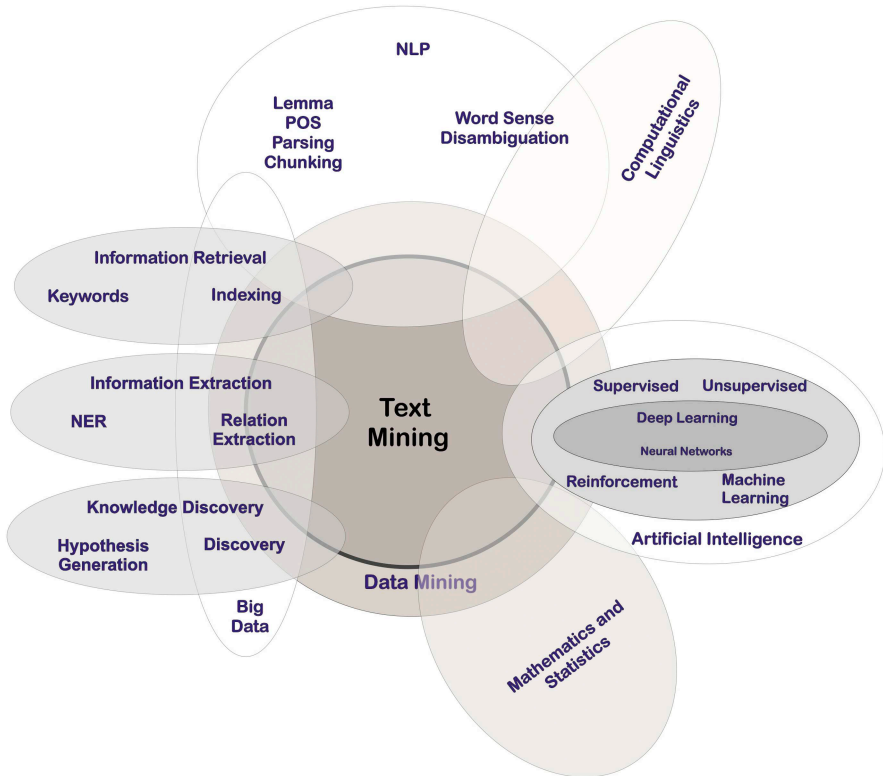 NLP
Lemma
POS
Parsing
Chunking
Word Sense
Disambiguation
Computational
Linguistics
Information Retrieval
Keywords
Indexing
Information Extraction
NER
Relation
Extraction
Knowledge Discovery
Hypothesis
Generation
Discovery
Big
Data
Text
Mining
Data Mining
Supervised
Unsupervised
Deep Learning
Neural Networks
Reinforcement
Machine
Learning
Artificial Intelligence
Mathematics and
Statistics